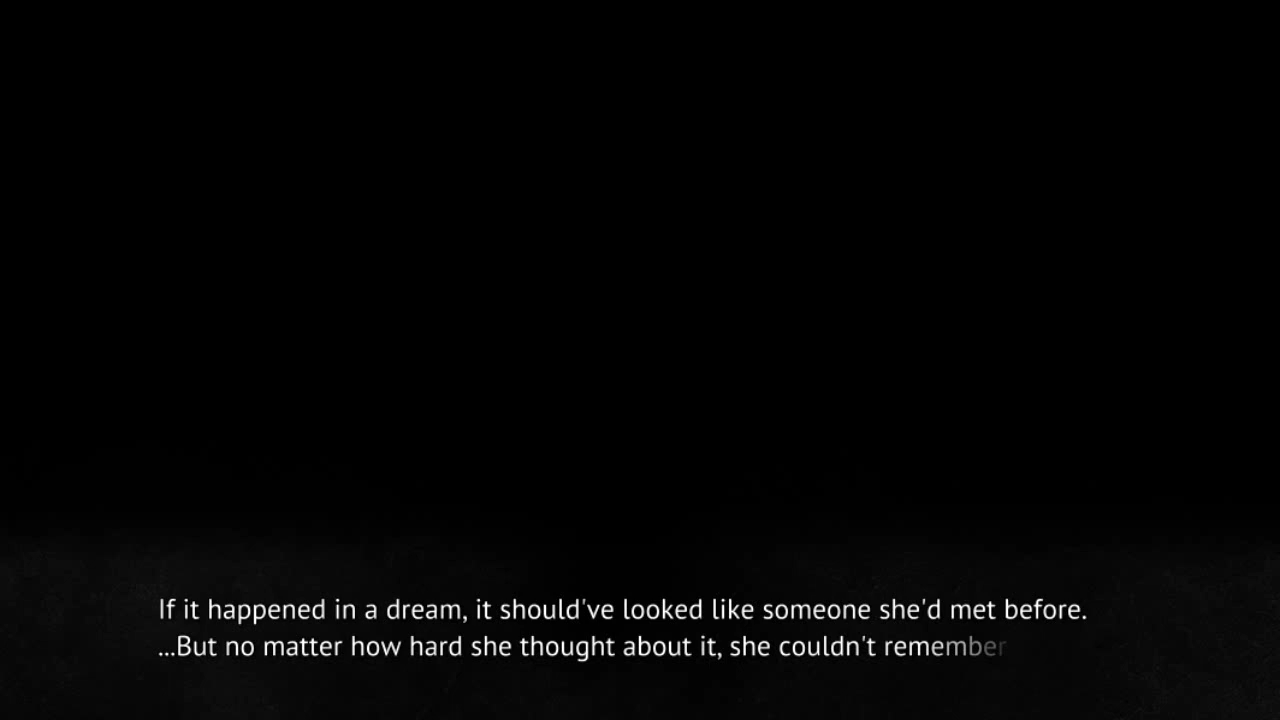 If it happened in a dream, it should've looked like someone she'd met before.
...But no matter how hard she thought about it, she couldn't remember